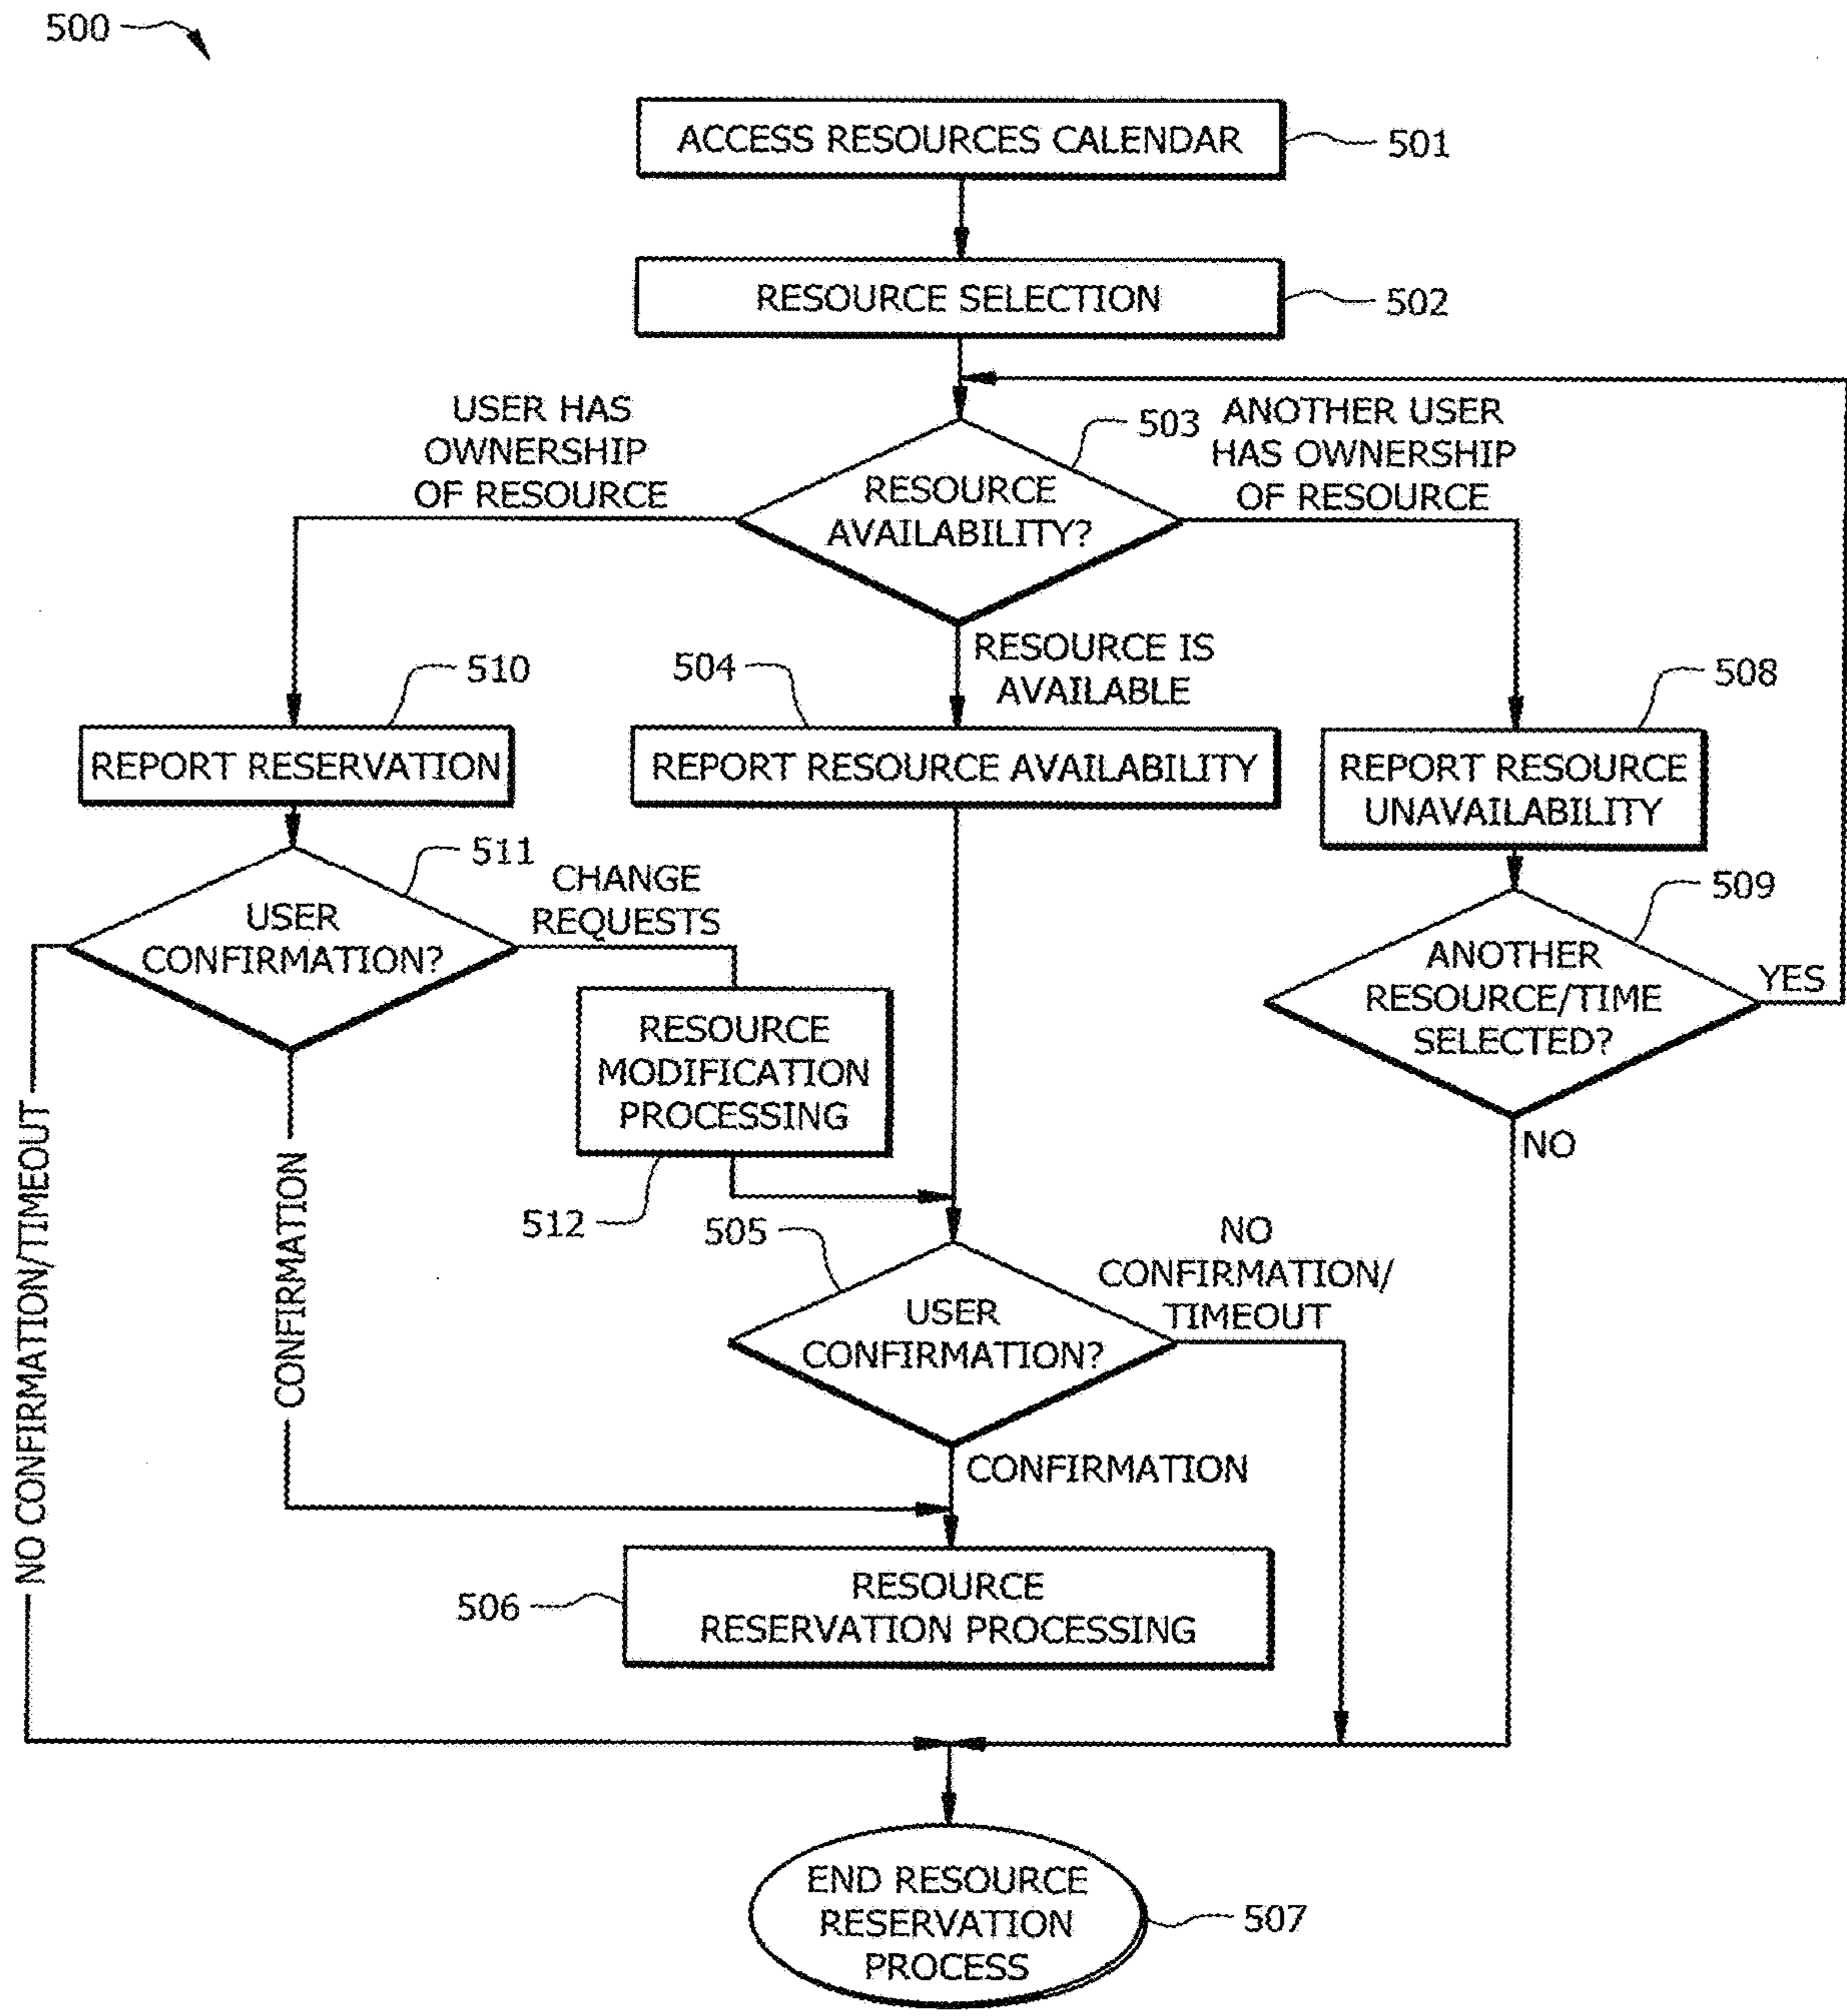 500
ACCESS RESOURCES CALENDAR
501
RESOURCE SELECTION
502
USER HAS
OWNERSHIP
OF RESOURCE
503
ANOTHER USER
HAS OWNERSHIP
OF RESOURCE
RESOURCE
AVAILABILITY?
RESOURCE IS
AVAILABLE
510
504
508
REPORT RESERVATION
REPORT RESOURCE AVAILABILITY
REPORT RESOURCE
UNAVAILABILITY
511
CHANGE
REQUESTS
509
USER
CONFIRMATION?
ANOTHER
RESOURCE/TIME
SELECTED?
YES
NO
RESOURCE
MODIFICATION
PROCESSING
512
NO CONFIRMATION/TIMEOUT
CONFIRMATION
505
NO
CONFIRMATION/
TIMEOUT
USER
CONFIRMATION?
CONFIRMATION
506
RESOURCE
RESERVATION PROCESSING
END RESOURCE
RESERVATION
PROCESS
507